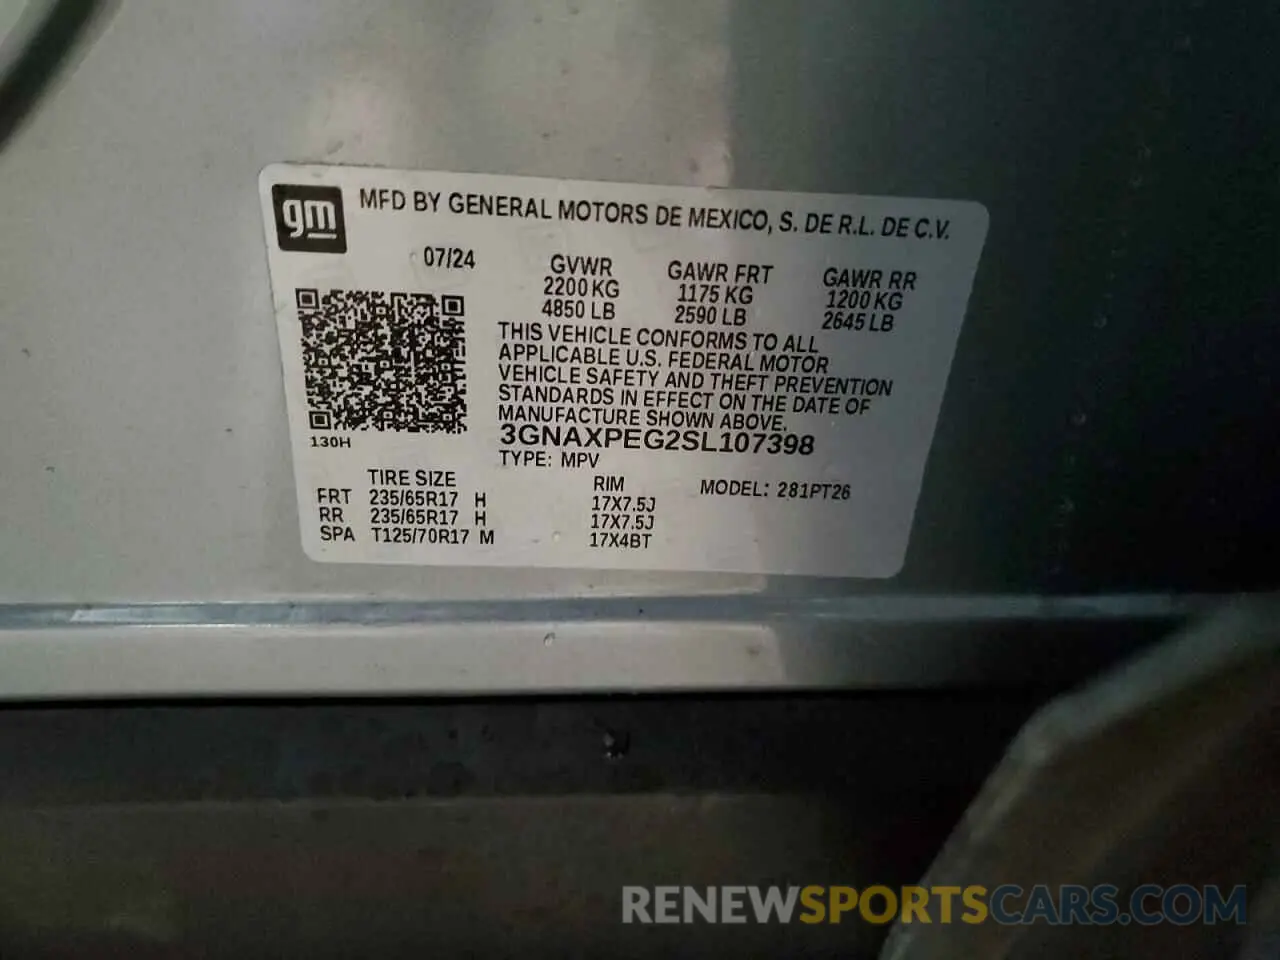 gm
MFD BY GENERAL MOTORS DE MEXICO, S. DE R.L. DE C.V.
07/24
GVWR
2200 KG
4850 LB
GAWR FRT
1175 KG
2590 LB
GAWR RR
1200 KG
2645 LB
THIS VEHICLE CONFORMS TO ALL
APPLICABLE U.S. FEDERAL MOTOR
VEHICLE SAFETY AND THEFT PREVENTION
STANDARDS IN EFFECT ON THE DATE OF
MANUFACTURE SHOWN ABOVE.
3GNAXPEG2SL107398
130H
TYPE: MPV
MODEL: 281PT26
TIRE SIZE RIM
FRT 235/65R17 H 17X7.5J
RR 235/65R17 H 17X7.5J
SPA T125/70R17 M 17X4BT
RENEWSPORTSCARS.COM